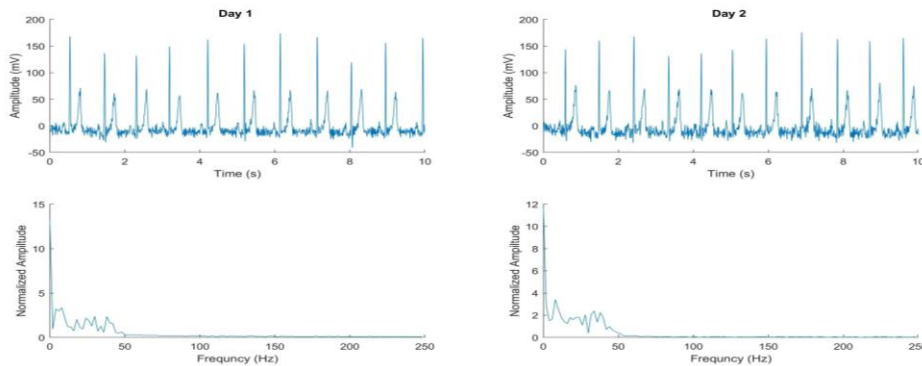 Day 1
200
150
100
50
0
-50
Amplitude (mV)
0 2 4 6 8 10
Time (s)
Day 2
200
150
100
50
0
-50
Amplitude (mV)
0 2 4 6 8 10
Time (s)
15
10
5
0
Normalized Amplitude
0 50 100 150 200 250
Frequncy (Hz)
12
10
8
6
4
2
0
Normalized Amplitude
0 50 100 150 200 250
Frequncy (Hz)